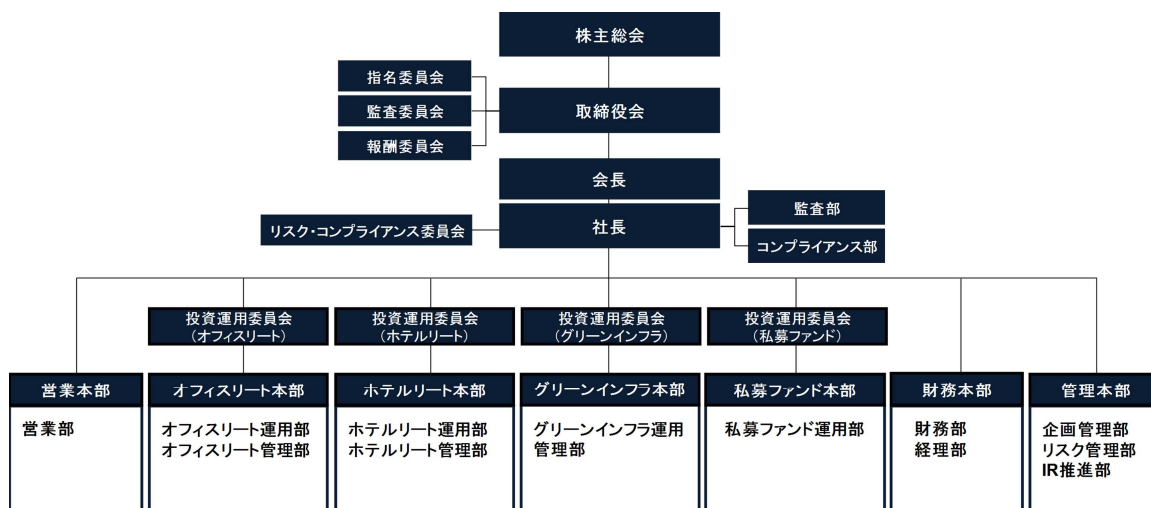 株主総会
指名委員会
監査委員会
報酬委員会
取締役会
会長
社長
リスク・コンプライアンス委員会
監査部
コンプライアンス部
投資運用委員会
(オフィスリート)
投資運用委員会
(ホテルリート)
投資運用委員会
(グリーンインフラ)
投資運用委員会
(私募ファンド)
営業本部
営業部
オフィスリート本部
オフィスリート運用部
オフィスリート管理部
ホテルリート本部
ホテルリート運用部
ホテルリート管理部
グリーンインフラ本部
グリーンインフラ運用
管理部
私募ファンド本部
私募ファンド運用部
財務本部
財務部
経理部
管理本部
企画管理部
リスク管理部
IR推進部